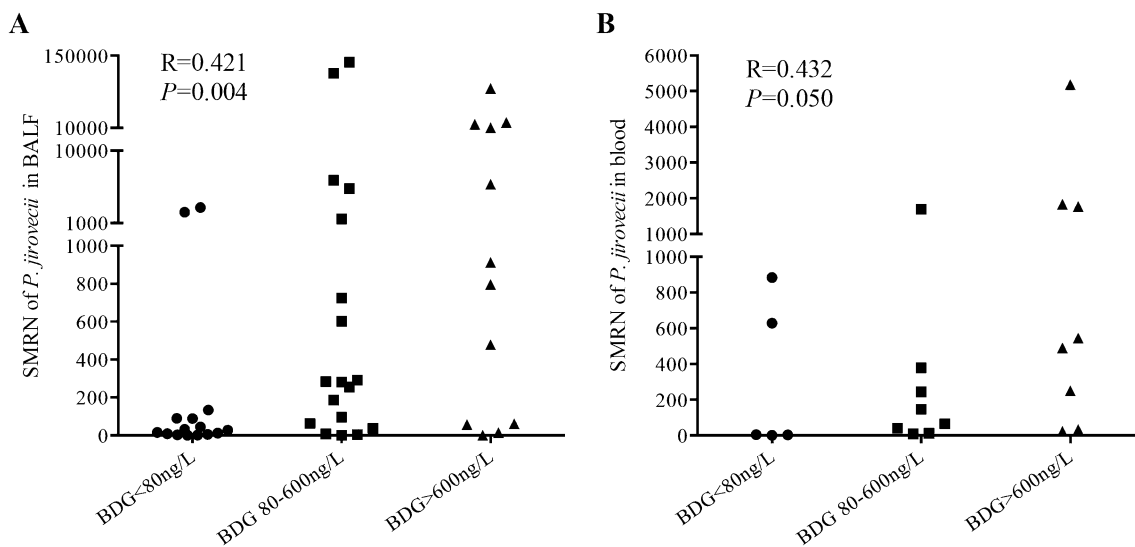 A
SMRN of P. jirovecii in BALF
150000
10000
10000
1000
1000
800
600
400
200
0
R=0.421
P=0.004
BDG<80ng/L
BDG 80-600ng/L
BDG>600ng/L
B
SMRN of P. jirovecii in blood
6000
5000
4000
3000
2000
1000
1000
800
600
400
200
0
R=0.432
P=0.050
BDG<80ng/L
BDG 80-600ng/L
BDG>600ng/L